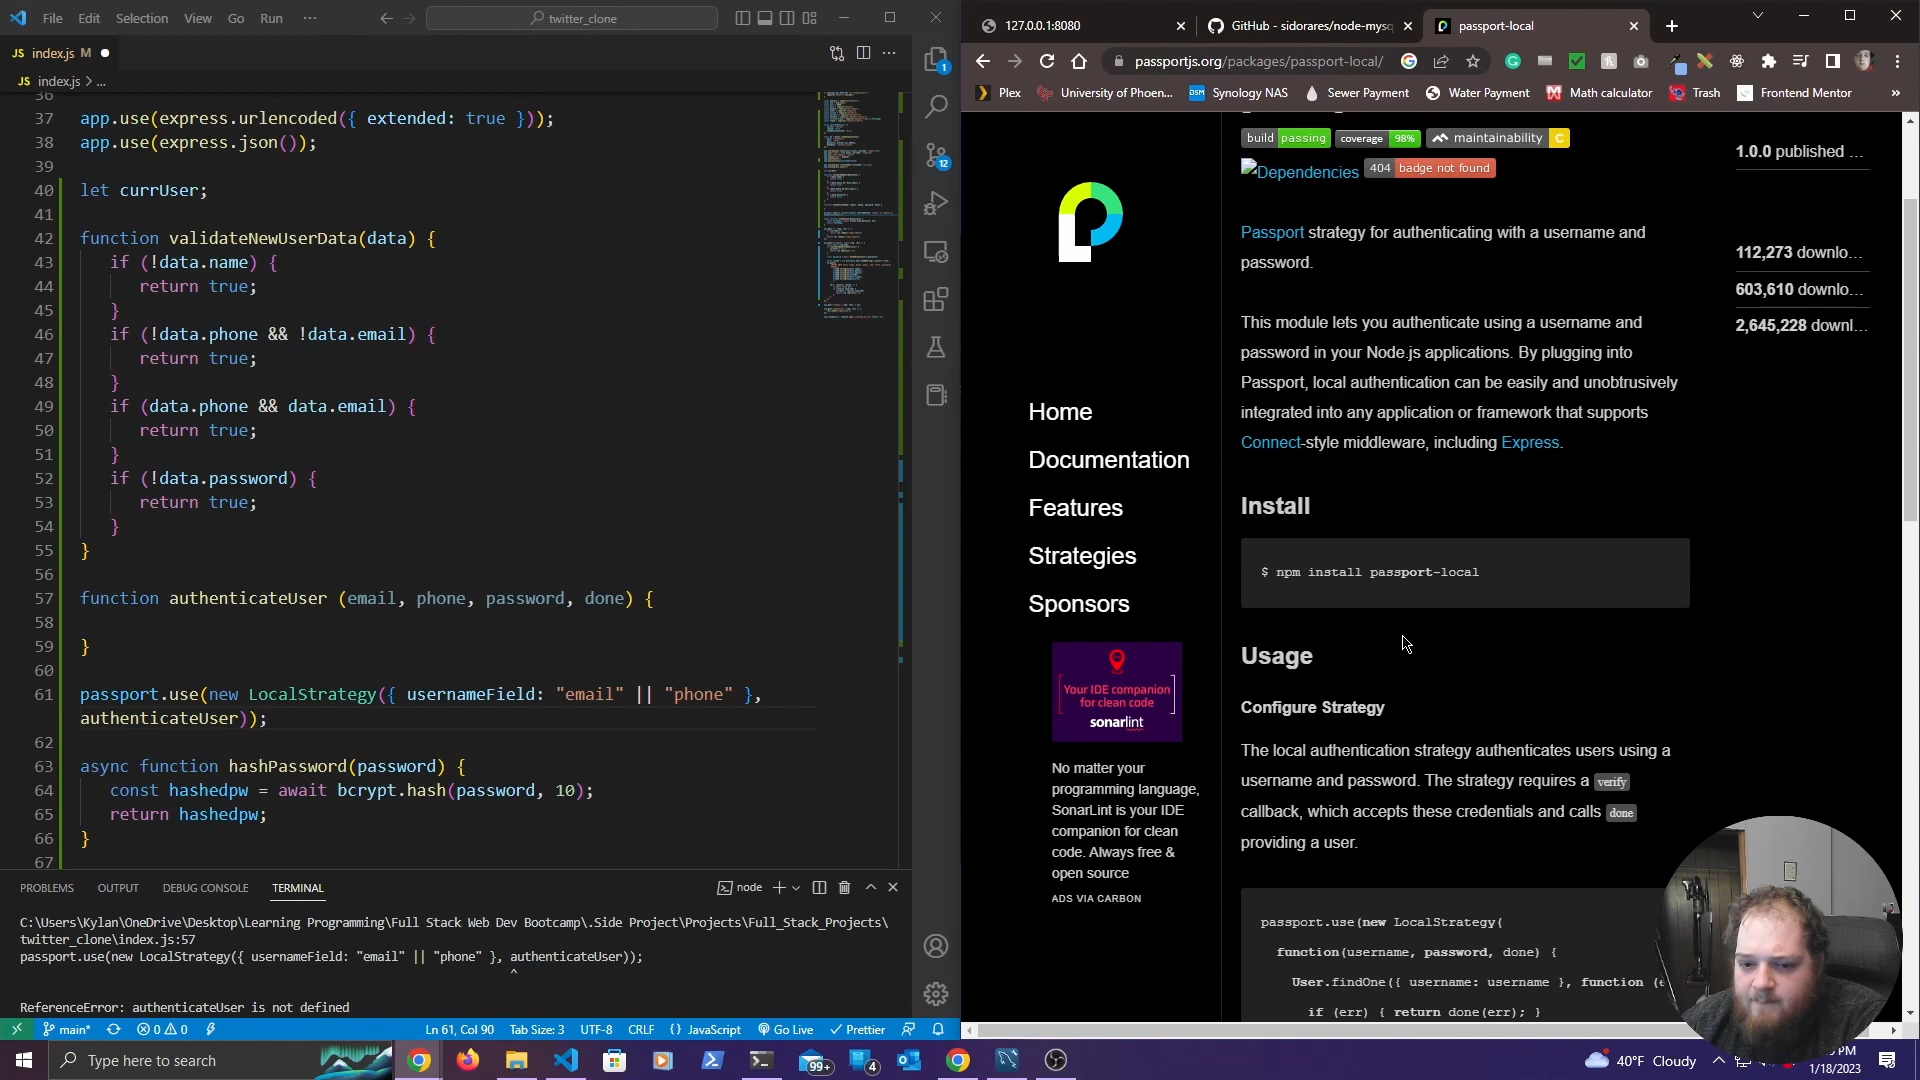 File Edit Selection View Go Run ··· twitter_clone
JS index.js M
JS index.js > ...
36
37 app.use(express.urlencoded({ extended: true }));
38 app.use(express.json());
39
40 let currUser;
41
42 function validateNewUserData(data) {
43 if (!data.name) {
44 return true;
45 }
46 if (!data.phone && !data.email) {
47 return true;
48 }
49 if (data.phone && data.email) {
50 return true;
51 }
52 if (!data.password) {
53 return true;
54 }
55 }
56
57 function authenticateUser (email, phone, password, done) {
58
59 }
60
61 passport.use(new LocalStrategy({ usernameField: "email" || "phone" },
authenticateUser));
62
63 async function hashPassword(password) {
64 const hashedpw = await bcrypt.hash(password, 10);
65 return hashedpw;
66 }
67
PROBLEMS OUTPUT DEBUG CONSOLE TERMINAL node
C:\Users\Kylan\OneDrive\Desktop\Learning Programming\Full Stack Web Dev Bootcamp\.Side Project\Projects\Full_Stack_Projects\
twitter_clone\index.js:57
passport.use(new LocalStrategy({ usernameField: "email" || "phone" }, authenticateUser));
^
ReferenceError: authenticateUser is not defined
main* 0 0 Ln 61, Col 90 Tab Size: 3 UTF-8 CRLF {} JavaScript Go Live Prettier
1
12
127.0.0.1:8080 GitHub - sidorares/node-mysq passport-local
passportjs.org/packages/passport-local/
Plex University of Phoen... DSM Synology NAS Sewer Payment Water Payment Math calculator Trash Frontend Mentor »
build passing coverage 98% maintainability C
Dependencies 404 badge not found
1.0.0 published ...
112,273 downlo...
603,610 downlo...
2,645,228 downl...
Passport strategy for authenticating with a username and
password.
This module lets you authenticate using a username and
password in your Node.js applications. By plugging into
Passport, local authentication can be easily and unobtrusively
integrated into any application or framework that supports
Connect-style middleware, including Express.
Home
Documentation
Features
Strategies
Sponsors
Your IDE companion
for clean code
sonarlint
No matter your
programming language,
SonarLint is your IDE
companion for clean
code. Always free &
open source
ADS VIA CARBON
Install
$ npm install passport-local
Usage
Configure Strategy
The local authentication strategy authenticates users using a
username and password. The strategy requires a verify
callback, which accepts these credentials and calls done
providing a user.
passport.use(new LocalStrategy(
function(username, password, done) {
User.findOne({ username: username }, function (
if (err) { return done(err); }
Type here to search 99+ 4 40°F Cloudy PM
1/18/2023